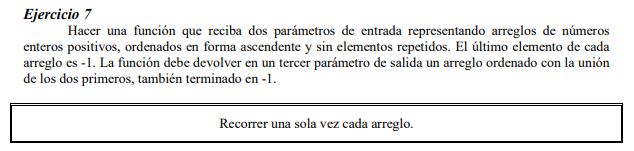 Ejercicio 7
Hacer una función que reciba dos parámetros de entrada representando arreglos de números
enteros positivos, ordenados en forma ascendente y sin elementos repetidos. El último elemento de cada
arreglo es -1. La función debe devolver en un tercer parámetro de salida un arreglo ordenado con la unión
de los dos primeros, también terminado en -1.
Recorrer una sola vez cada arreglo.